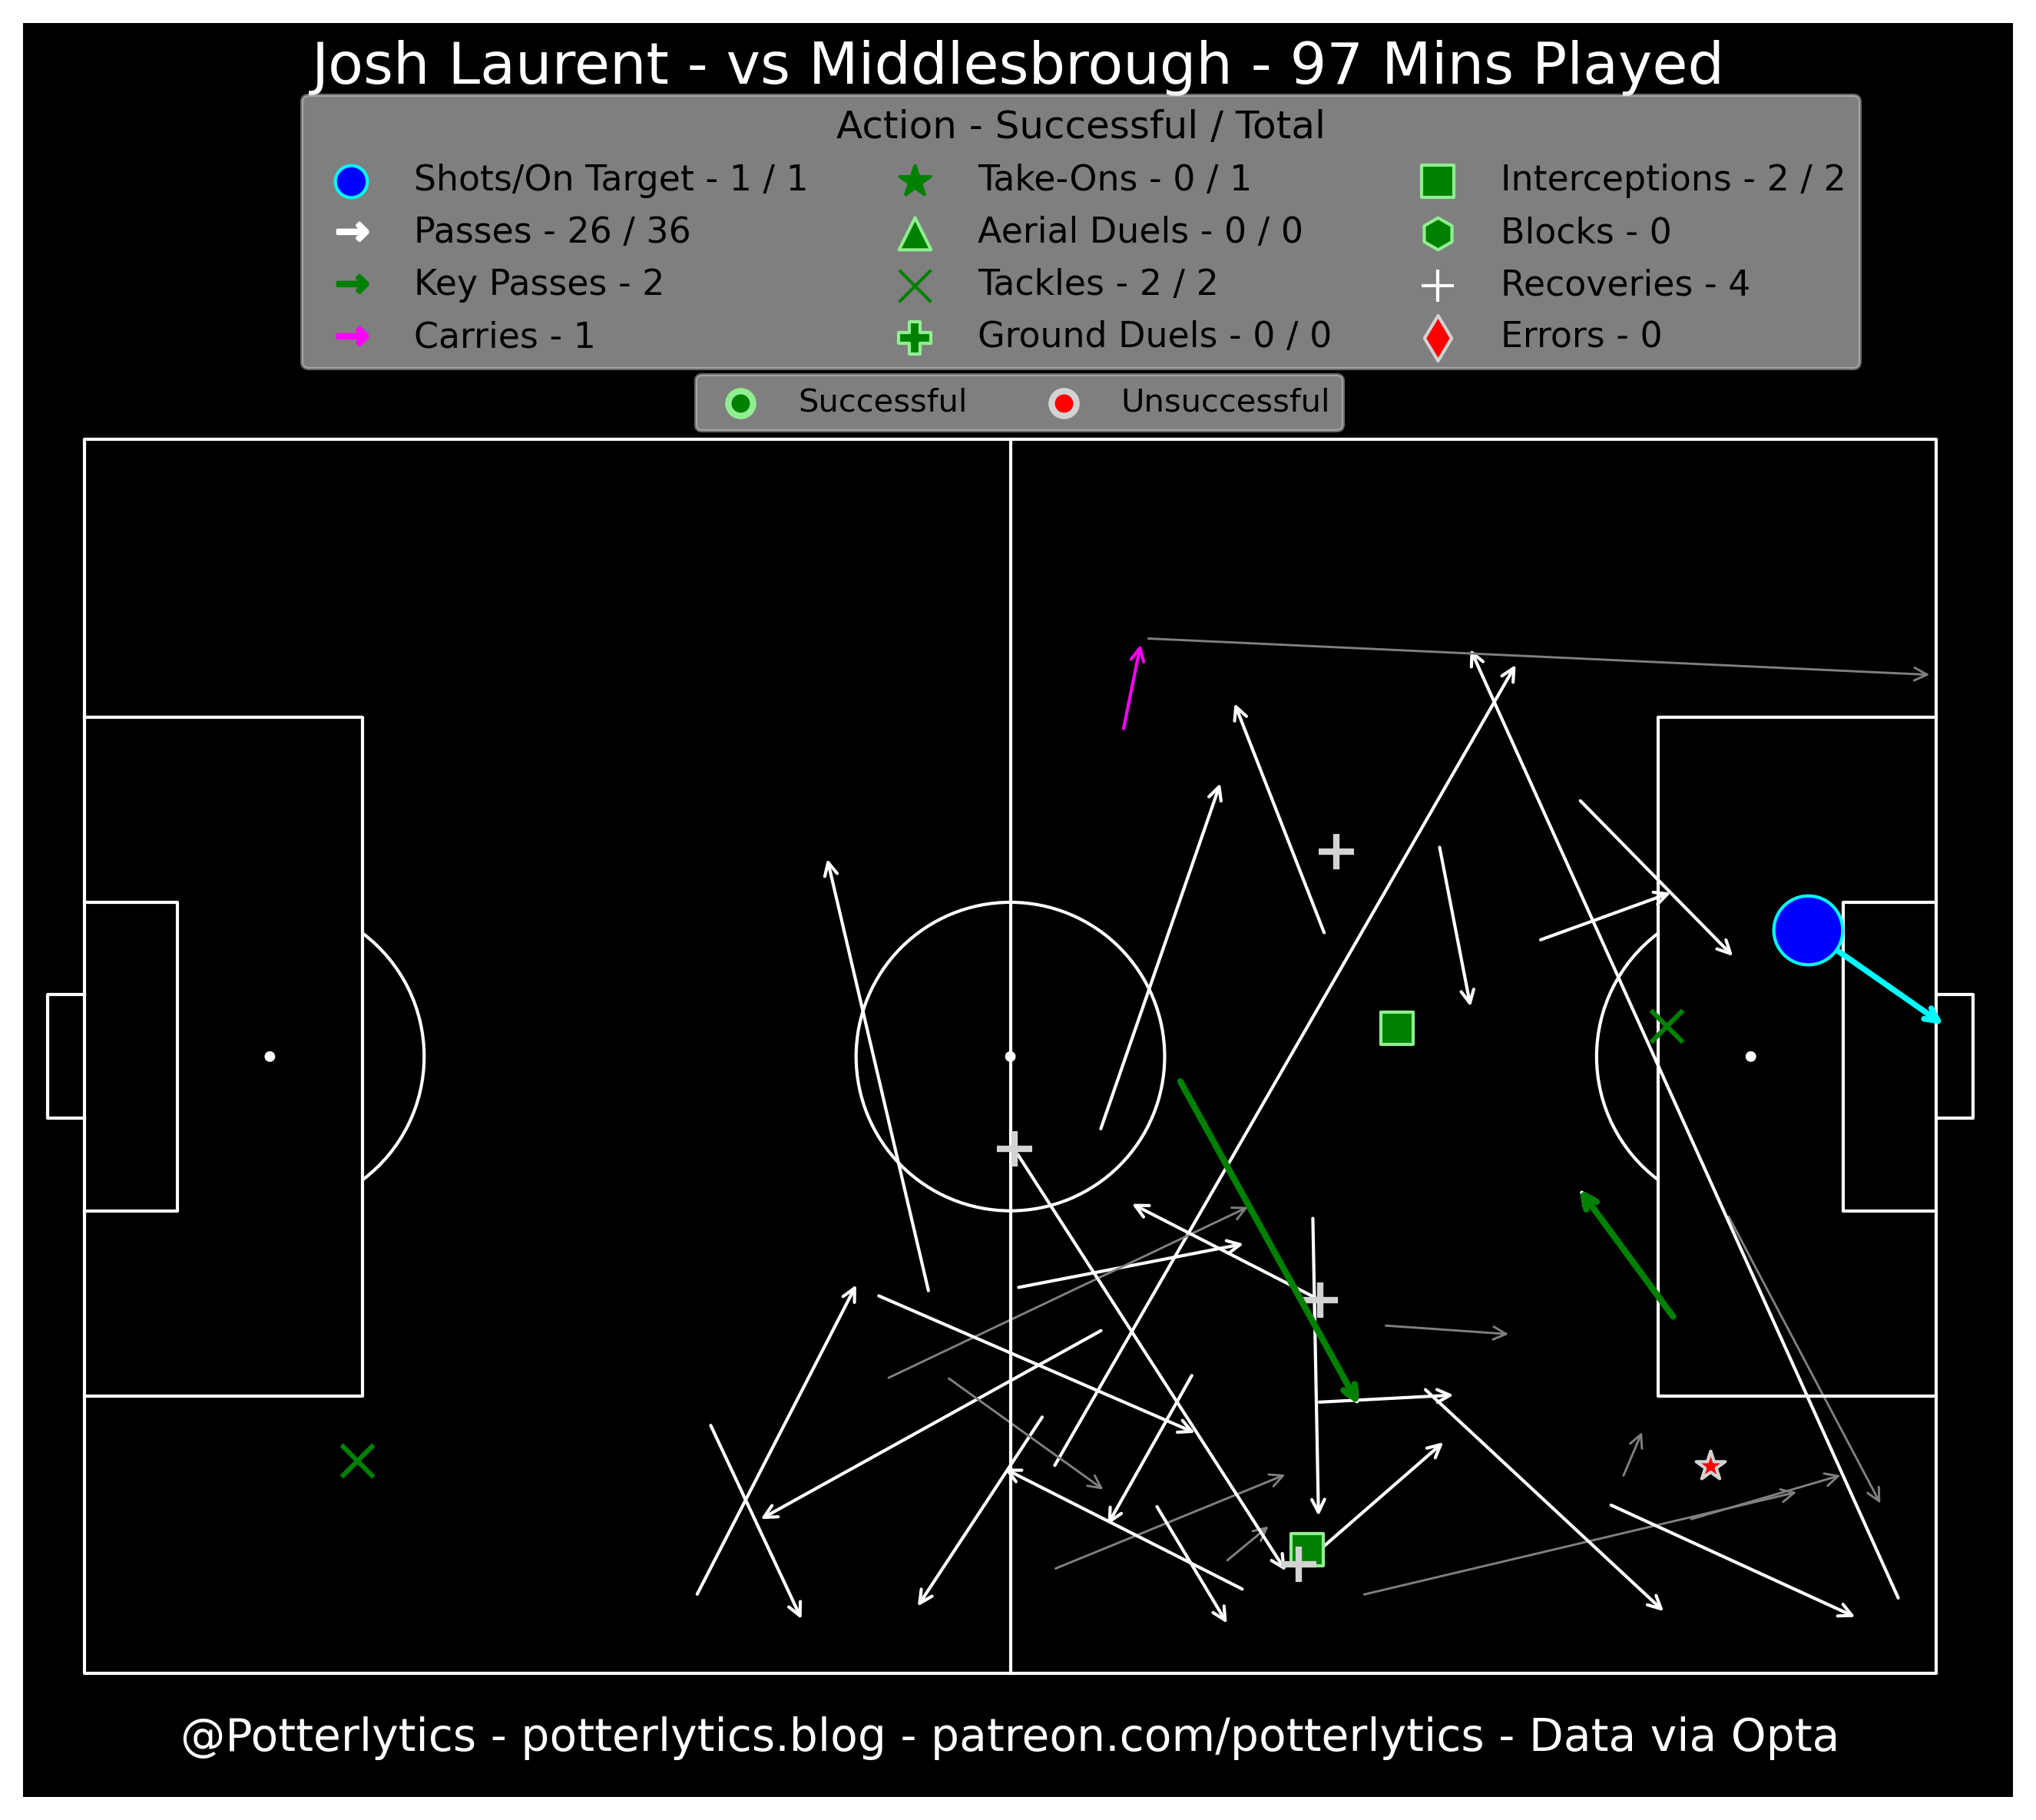 Josh Laurent - vs Middlesbrough - 97 Mins Played
Action - Successful / Total
Shots/On Target - 1 / 1
Passes - 26 / 36
Key Passes - 2
Carries - 1
Take-Ons - 0 / 1
Aerial Duels - 0 / 0
Tackles - 2 / 2
Ground Duels - 0 / 0
Interceptions - 2 / 2
Blocks - 0
Recoveries - 4
Errors - 0
Successful
Unsuccessful
@Potterlytics - potterlytics.blog - patreon.com/potterlytics - Data via Opta